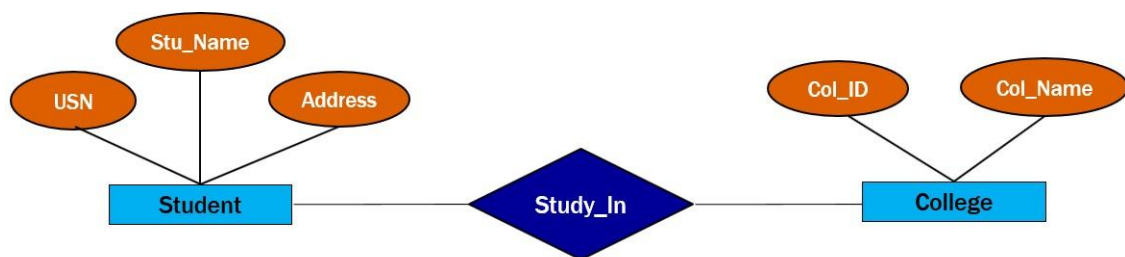 Stu_Name
USN
Address
Col_ID
Col_Name
Student
Study_In
College